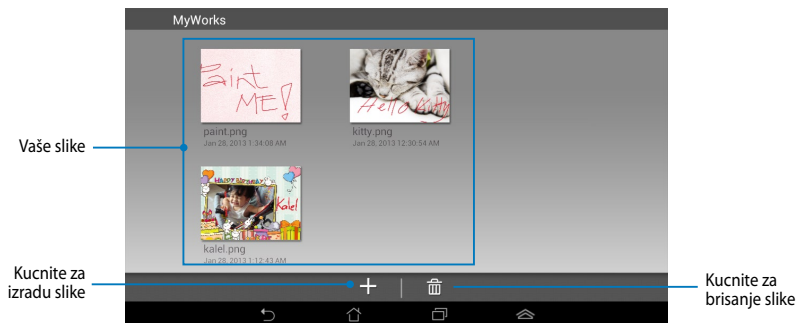 MyWorks
Paint
ME!
Hello Kitty
paint.png
Jan 28, 2013 1:34:08 AM
kitty.png
Jan 28, 2013 12:30:54 AM
Vaše slike
HAPPY BIRTHDAY
Kalel
kalel.png
Jan 28, 2013 1:12:43 AM
Kucnite za
izradu slike
Kucnite za
brisanje slike